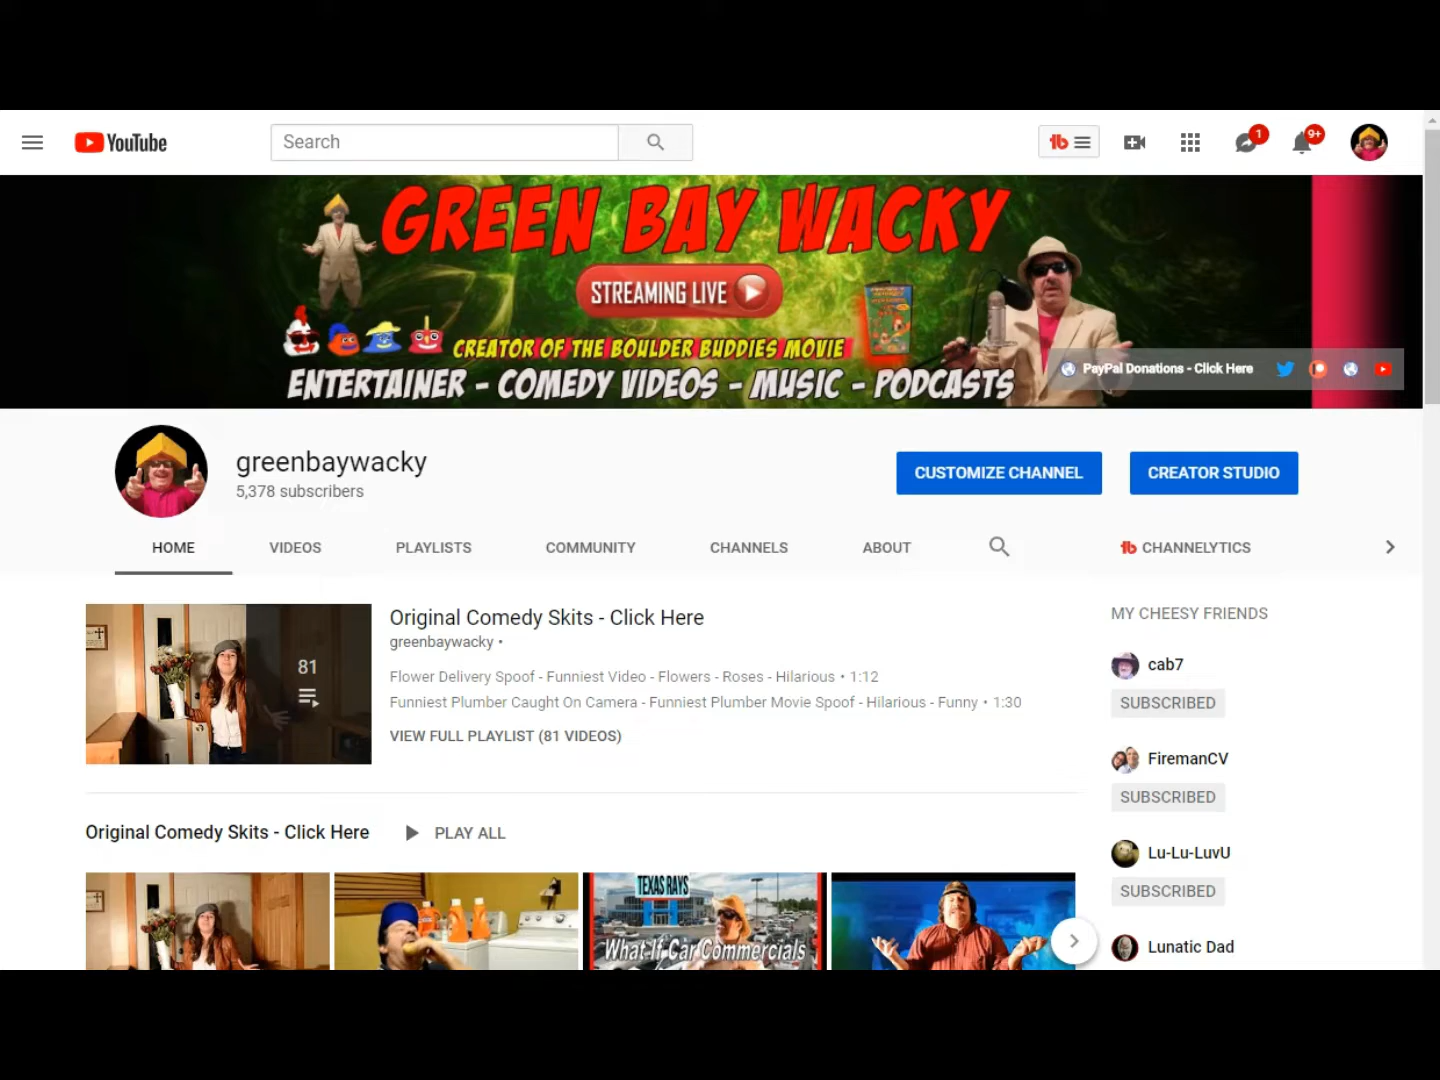 YouTube
Search
1
9+
GREEN BAY WACKY
STREAMING LIVE
CREATOR OF THE BOULDER BUDDIES MOVIE
ENTERTAINER - COMEDY VIDEOS - MUSIC - PODCASTS
PayPal Donations - Click Here
greenbaywacky
5,378 subscribers
CUSTOMIZE CHANNEL
CREATOR STUDIO
HOME
VIDEOS
PLAYLISTS
COMMUNITY
CHANNELS
ABOUT
CHANNELYTICS
81
Original Comedy Skits - Click Here
greenbaywacky •
Flower Delivery Spoof - Funniest Video - Flowers - Roses - Hilarious • 1:12
Funniest Plumber Caught On Camera - Funniest Plumber Movie Spoof - Hilarious - Funny • 1:30
VIEW FULL PLAYLIST (81 VIDEOS)
MY CHEESY FRIENDS
cab7
SUBSCRIBED
FiremanCV
SUBSCRIBED
Lu-Lu-LuvU
SUBSCRIBED
Lunatic Dad
Original Comedy Skits - Click Here
PLAY ALL
TEXAS RAYS
What If Car Commercials